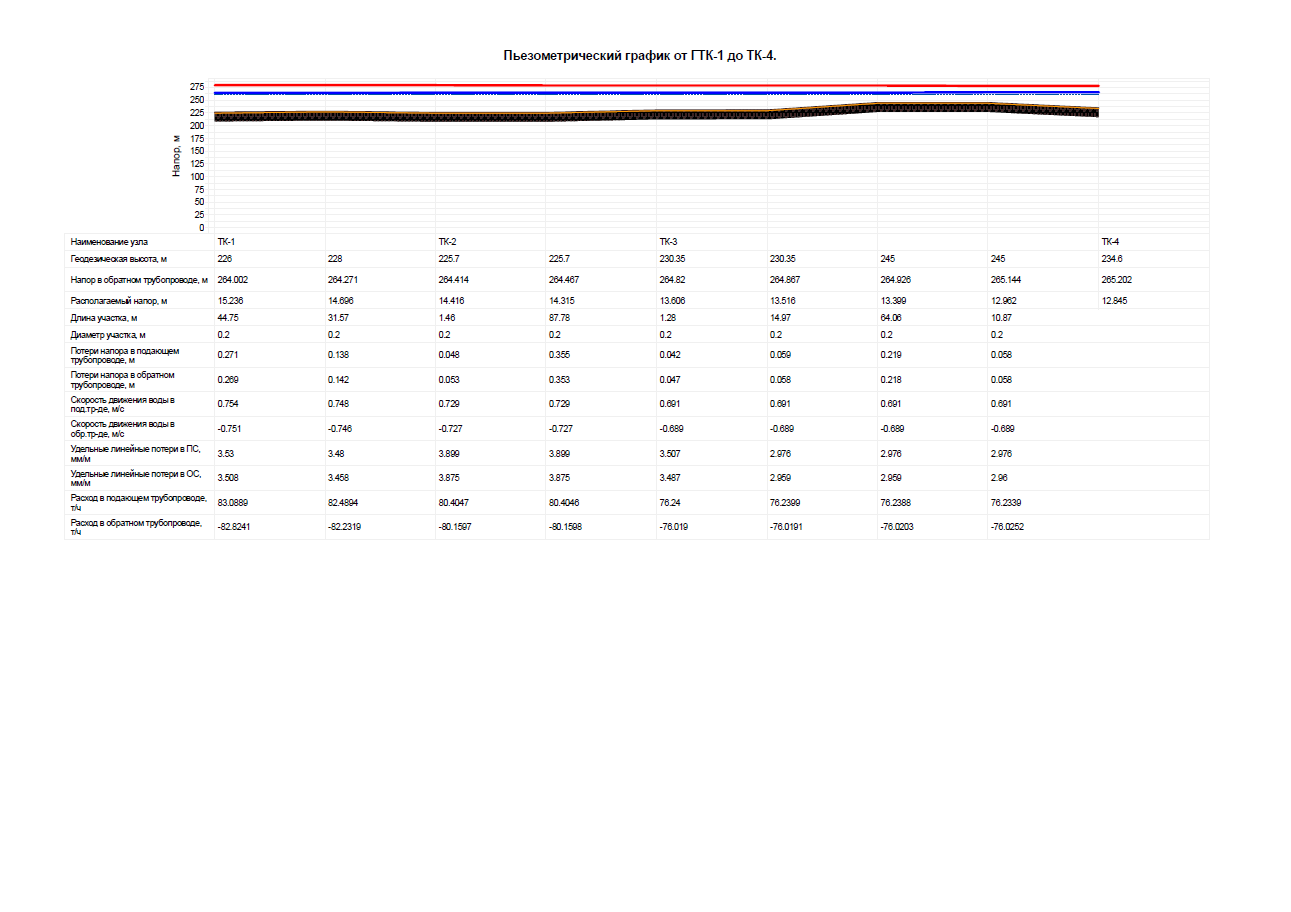 Пьезометрический график от ГТК-1 до ТК-4.
275
250
225
200
175
150
125
100
75
50
25
0
Напор, м
Наименование узла ТК-1 ТК-2 ТК-3 ТК-4
Геодезическая высота, м 226 228 225.7 225.7 230.35 230.35 245 245 234.6
Напор в обратном трубопроводе, м 264.002 264.271 264.414 264.467 264.82 264.867 264.926 265.144 265.202
Располагаемый напор, м 15.236 14.696 14.416 14.315 13.606 13.516 13.399 12.962 12.845
Длина участка, м 44.75 31.57 1.46 87.78 1.28 14.97 64.06 10.87
Диаметр участка, м 0.2 0.2 0.2 0.2 0.2 0.2 0.2 0.2
Потери напора в подающем
трубопроводе, м 0.271 0.138 0.048 0.355 0.042 0.059 0.219 0.058
Потери напора в обратном
трубопроводе, м 0.269 0.142 0.053 0.353 0.047 0.058 0.218 0.058
Скорость движения воды в
под.тр-де, м/с 0.754 0.748 0.729 0.729 0.691 0.691 0.691 0.691
Скорость движения воды в
обр.тр-де, м/с -0.751 -0.746 -0.727 -0.727 -0.689 -0.689 -0.689 -0.689
Удельные линейные потери в ПС,
мм/м 3.53 3.48 3.899 3.899 3.507 2.976 2.976 2.976
Удельные линейные потери в ОС,
мм/м 3.508 3.458 3.875 3.875 3.487 2.959 2.959 2.96
Расход в подающем трубопроводе,
т/ч 83.0889 82.4894 80.4047 80.4046 76.24 76.2399 76.2388 76.2339
Расход в обратном трубопроводе,
т/ч -82.8241 -82.2319 -80.1597 -80.1598 -76.019 -76.0191 -76.0203 -76.0252